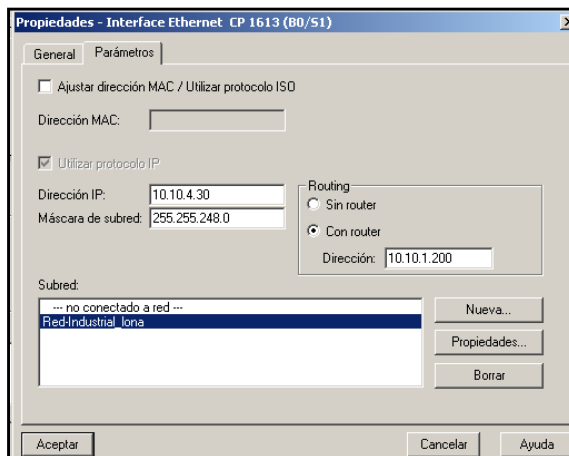 Propiedades - Interface Ethernet CP 1613 (B0/S1)
General Parámetros
Ajustar dirección MAC / Utilizar protocolo ISO
Dirección MAC:
Utilizar protocolo IP
Dirección IP: 10.10.4.30
Máscara de subred: 255.255.248.0
Routing
Sin router
Con router
Dirección: 10.10.1.200
Subred:
--- no conectado a red ---
Red-Industrial_Iona
Nueva...
Propiedades...
Borrar
Aceptar Cancelar Ayuda